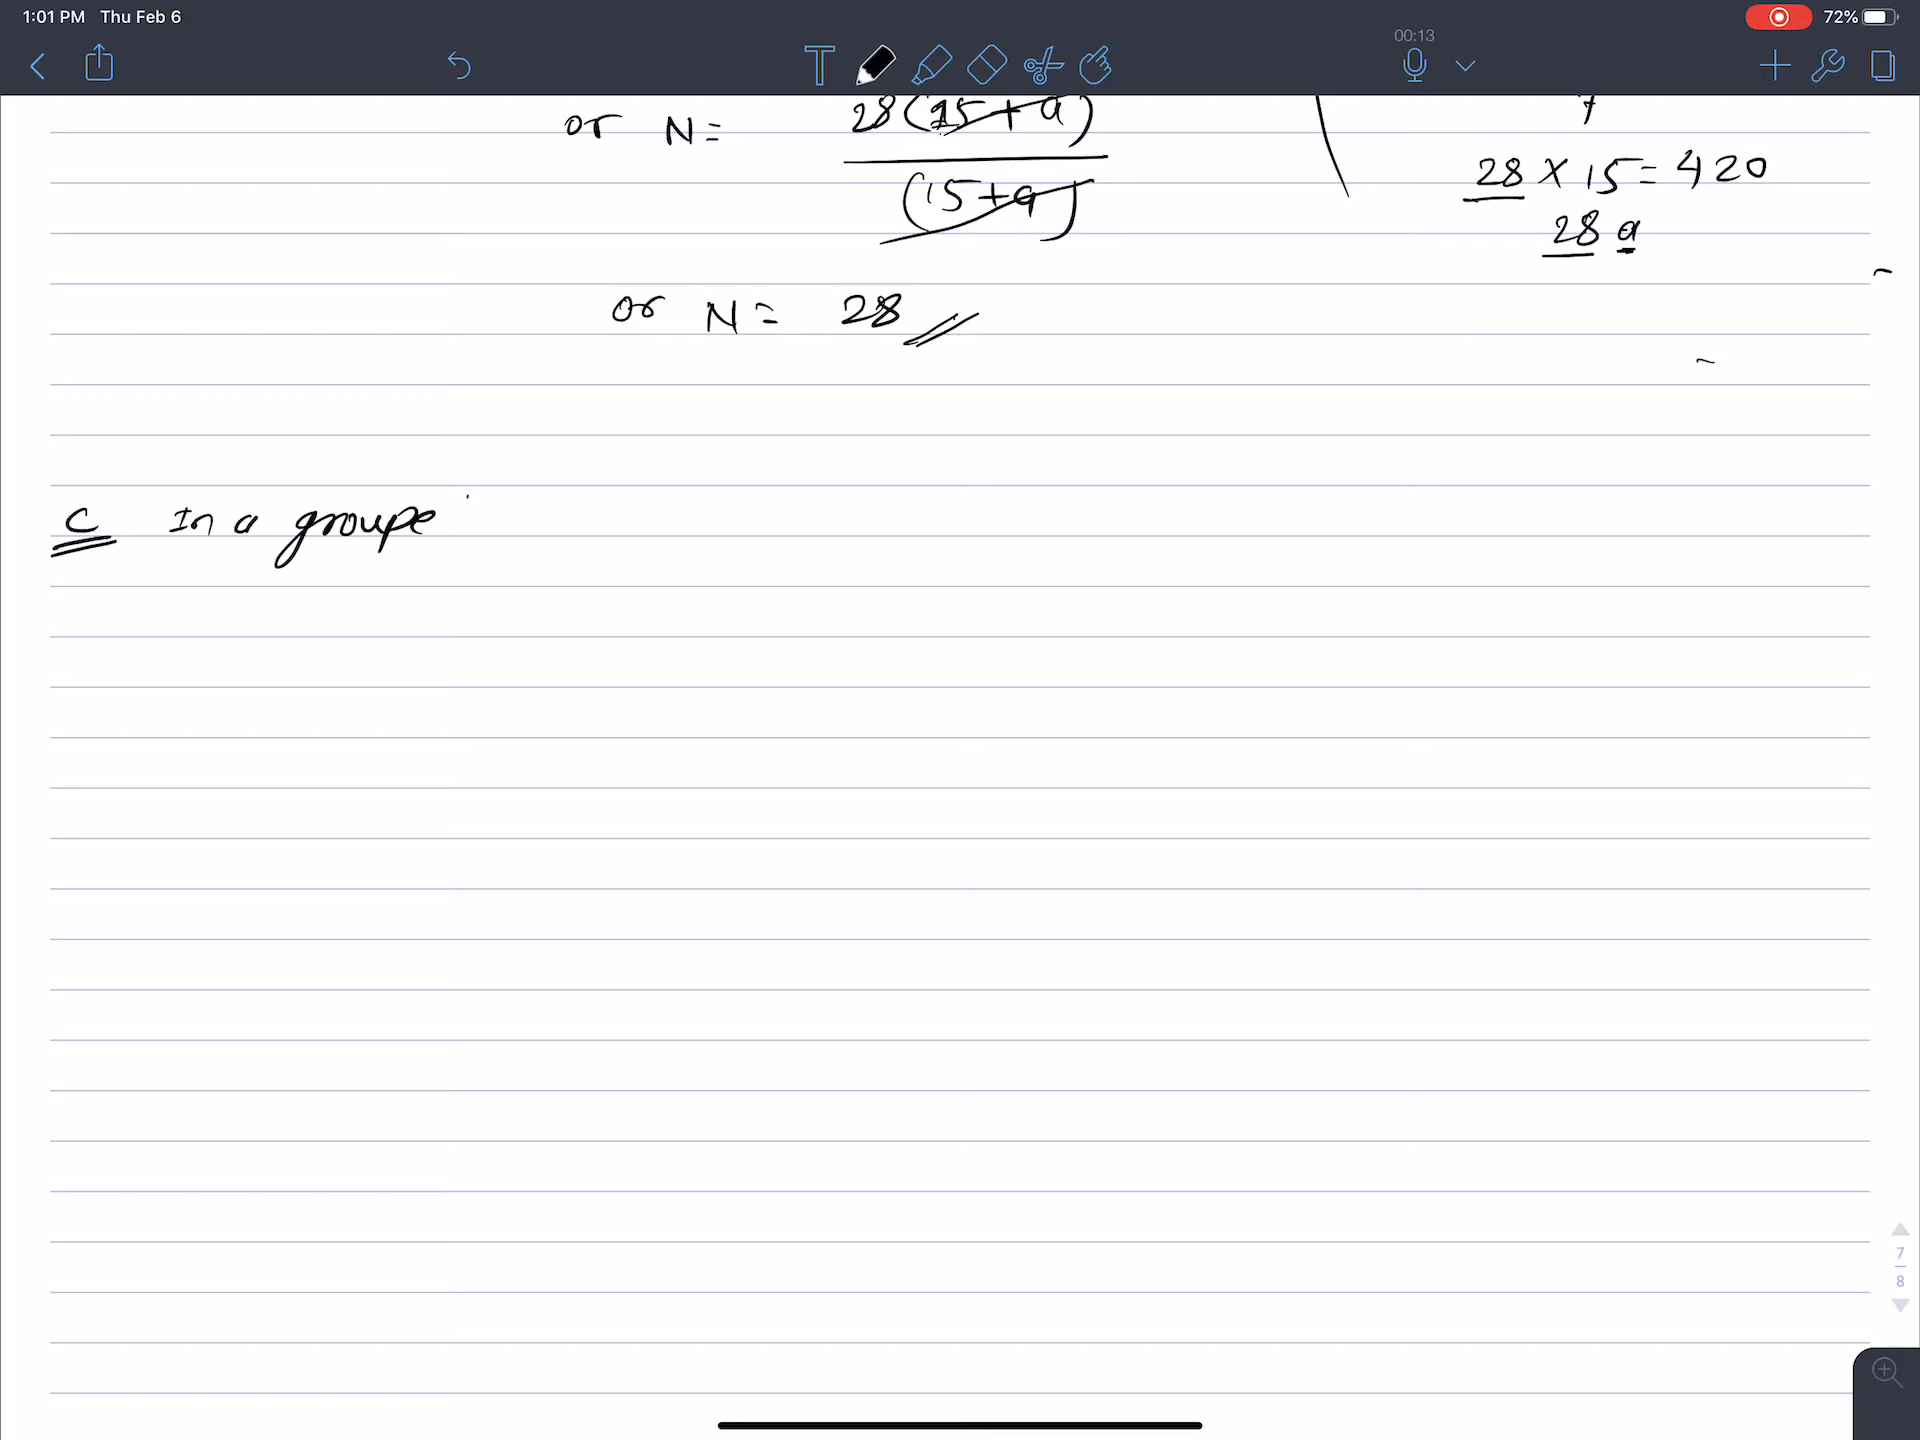 1:01 PM Thu Feb 6
72%
00:13
or N = 28(15+a)
(15+a)
28 × 15 = 420
28 a
or N = 28
C In a groupe
7
8